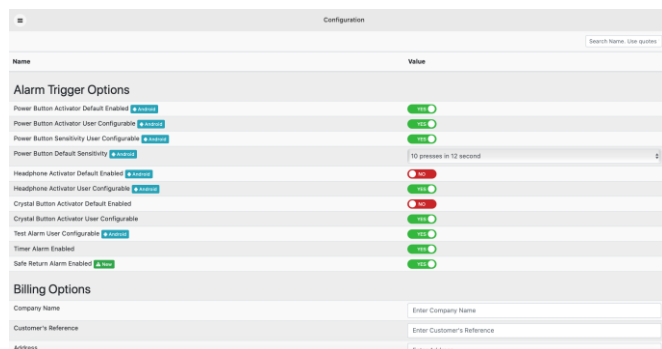 Configuration
Search Name. Use quotes
Name Value
Alarm Trigger Options
Power Button Activator Default Enabled Android YES
Power Button Activator User Configurable Android YES
Power Button Sensitivity User Configurable Android YES
Power Button Default Sensitivity Android 10 presses in 12 second
Headphone Activator Default Enabled Android NO
Headphone Activator User Configurable Android YES
Crystal Button Activator Default Enabled NO
Crystal Button Activator User Configurable YES
Test Alarm User Configurable Android YES
Timer Alarm Enabled YES
Safe Return Alarm Enabled New YES
Billing Options
Company Name Enter Company Name
Customer's Reference Enter Customer's Reference
Address